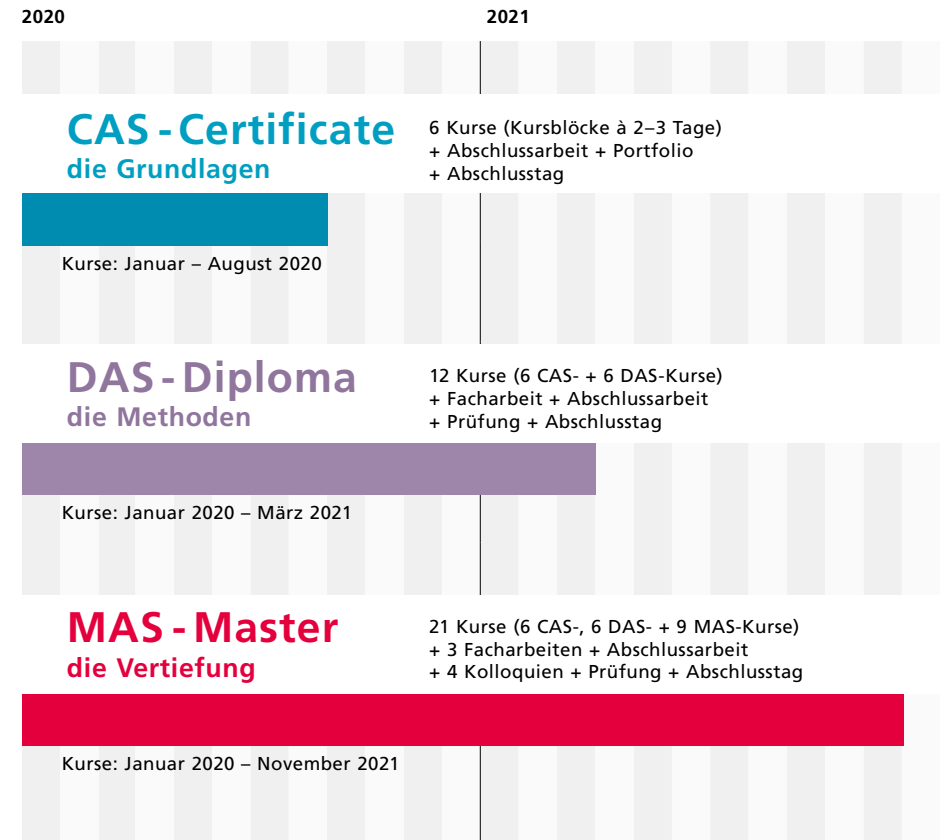 2020
2021
CAS - Certificate
die Grundlagen
6 Kurse (Kursblöcke à 2–3 Tage)
+ Abschlussarbeit + Portfolio
+ Abschlusstag
Kurse: Januar – August 2020
DAS - Diploma
die Methoden
12 Kurse (6 CAS- + 6 DAS-Kurse)
+ Facharbeit + Abschlussarbeit
+ Prüfung + Abschlusstag
Kurse: Januar 2020 – März 2021
MAS - Master
die Vertiefung
21 Kurse (6 CAS-, 6 DAS- + 9 MAS-Kurse)
+ 3 Facharbeiten + Abschlussarbeit
+ 4 Kolloquien + Prüfung + Abschlusstag
Kurse: Januar 2020 – November 2021